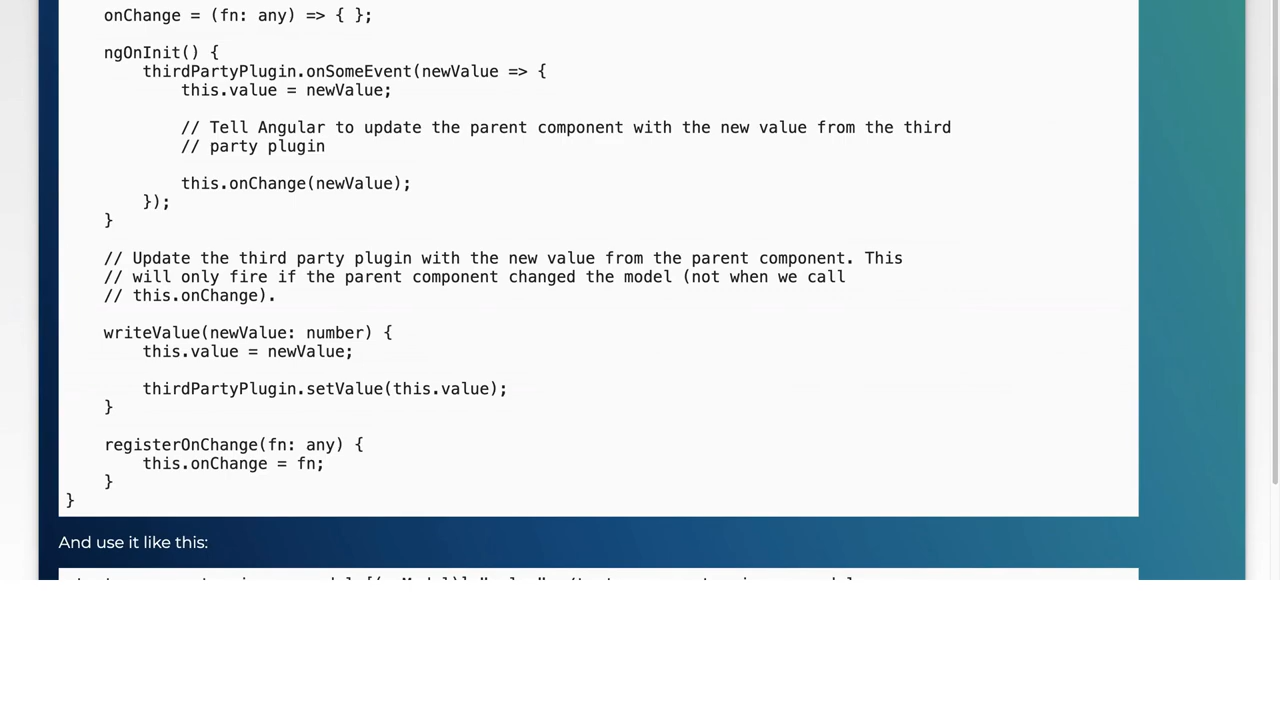 onChange = (fn: any) => { };
ngOnInit() {
thirdPartyPlugin.onSomeEvent(newValue => {
this.value = newValue;
// Tell Angular to update the parent component with the new value from the third
// party plugin
this.onChange(newValue);
});
}
// Update the third party plugin with the new value from the parent component. This
// will only fire if the parent component changed the model (not when we call
// this.onChange).
writeValue(newValue: number) {
this.value = newValue;
thirdPartyPlugin.setValue(this.value);
}
registerOnChange(fn: any) {
this.onChange = fn;
}
}
And use it like this: